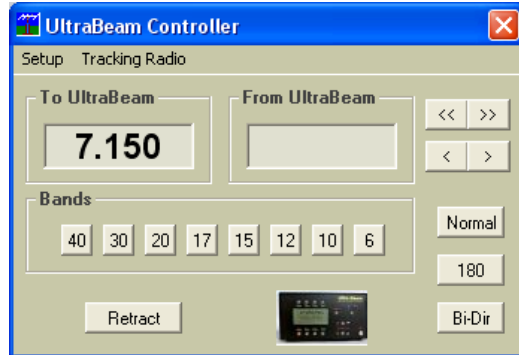 UltraBeam Controller
Setup Tracking Radio
To UltraBeam
From UltraBeam
7.150
<< >>
< >
Bands
40 30 20 17 15 12 10 6
Normal
180
Retract
Bi-Dir